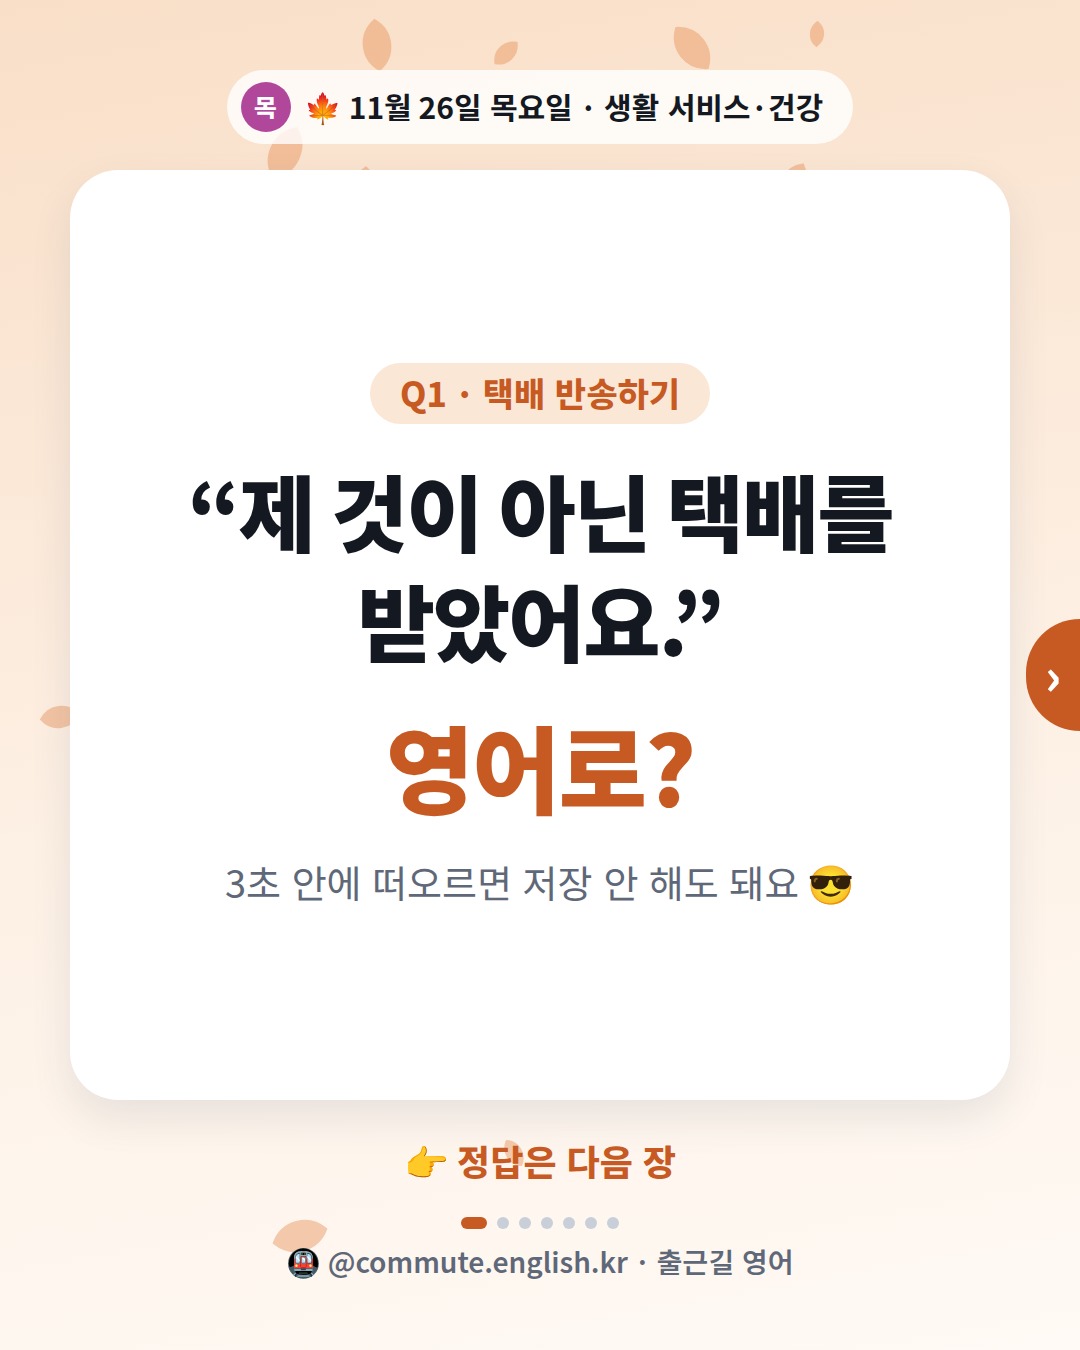 목 🍁 11월 26일 목요일 · 생활 서비스·건강
Q1 · 택배 반송하기
“제 것이 아닌 택배를
받았어요.”
영어로?
3초 안에 떠오르면 저장 안 해도 돼요 😎
›
👉 정답은 다음 장
🚇 @commute.english.kr · 출근길 영어